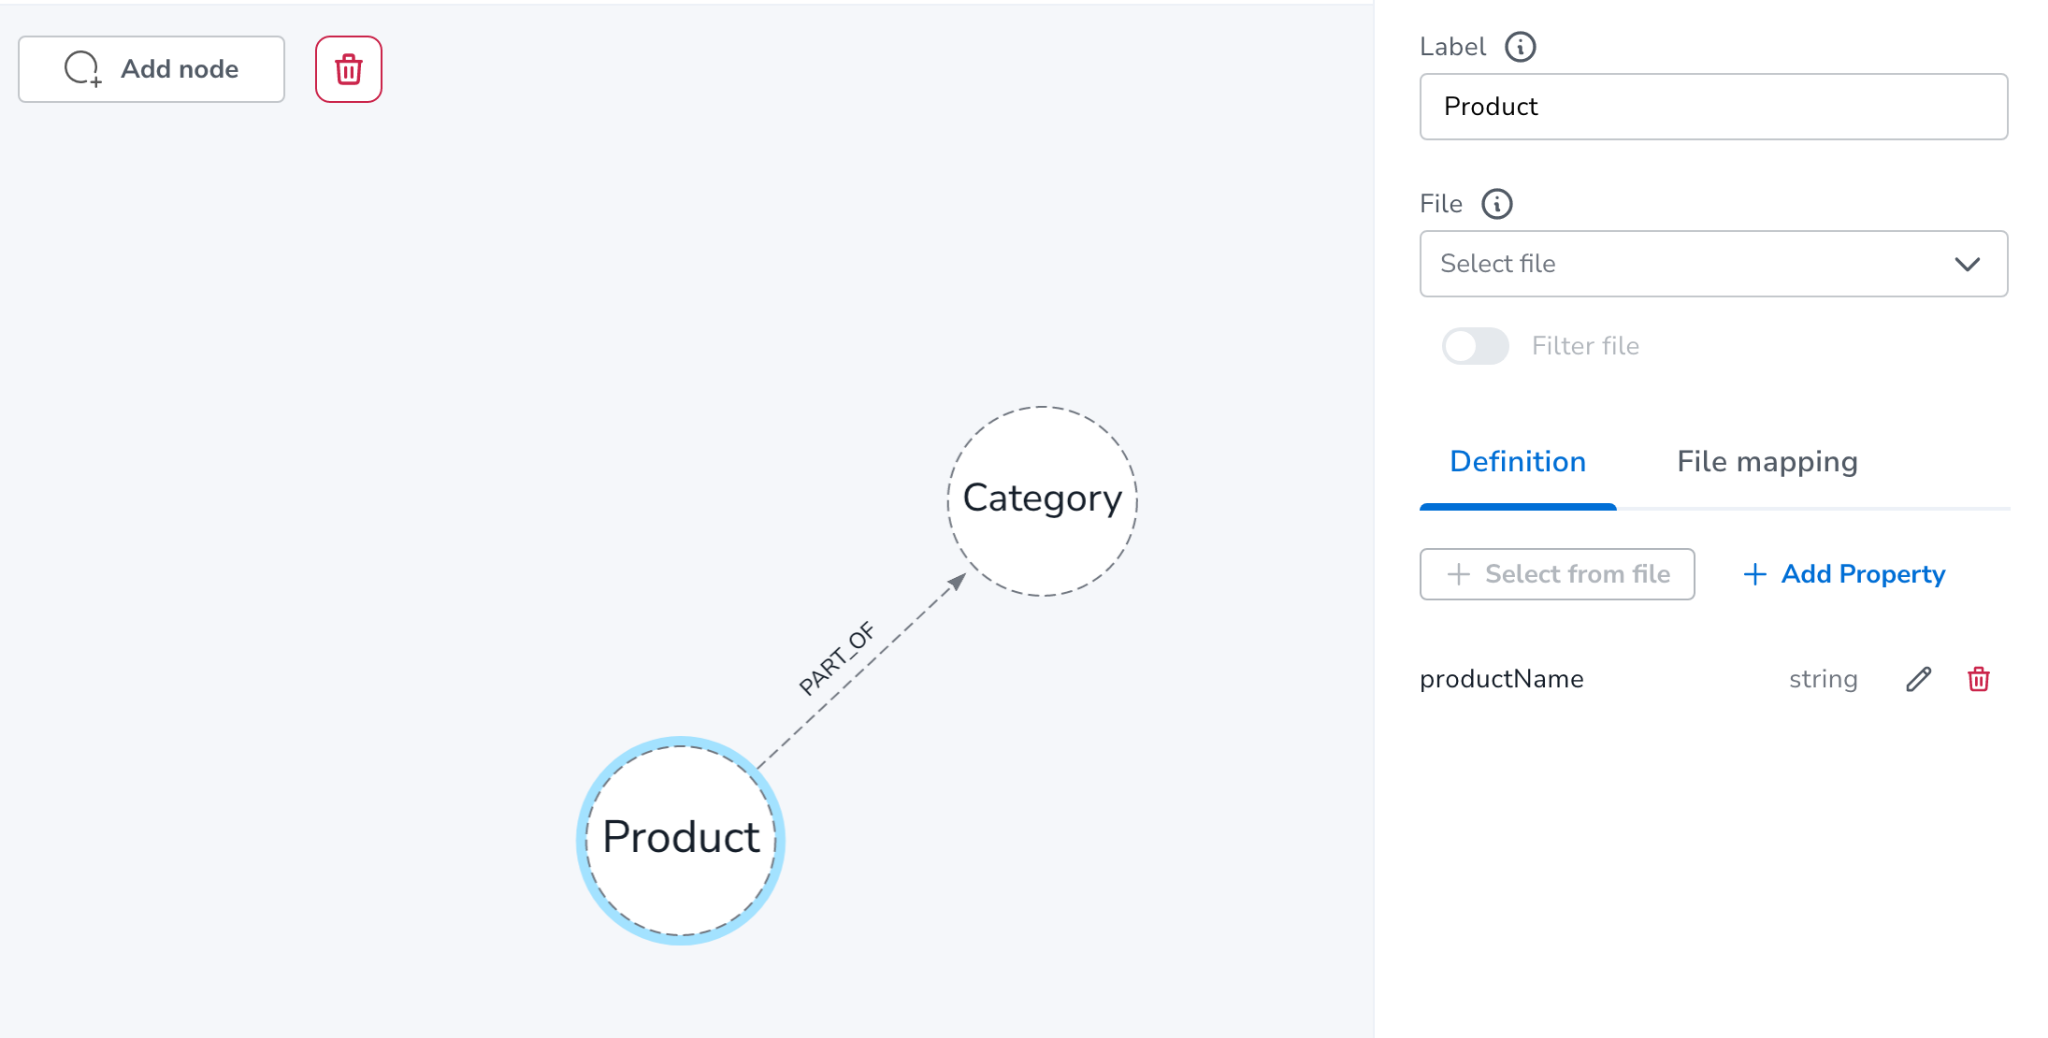 Add node
Category
PART_OF
Product
Label
Product
File
Select file
Filter file
Definition
File mapping
Select from file
Add Property
productName
string